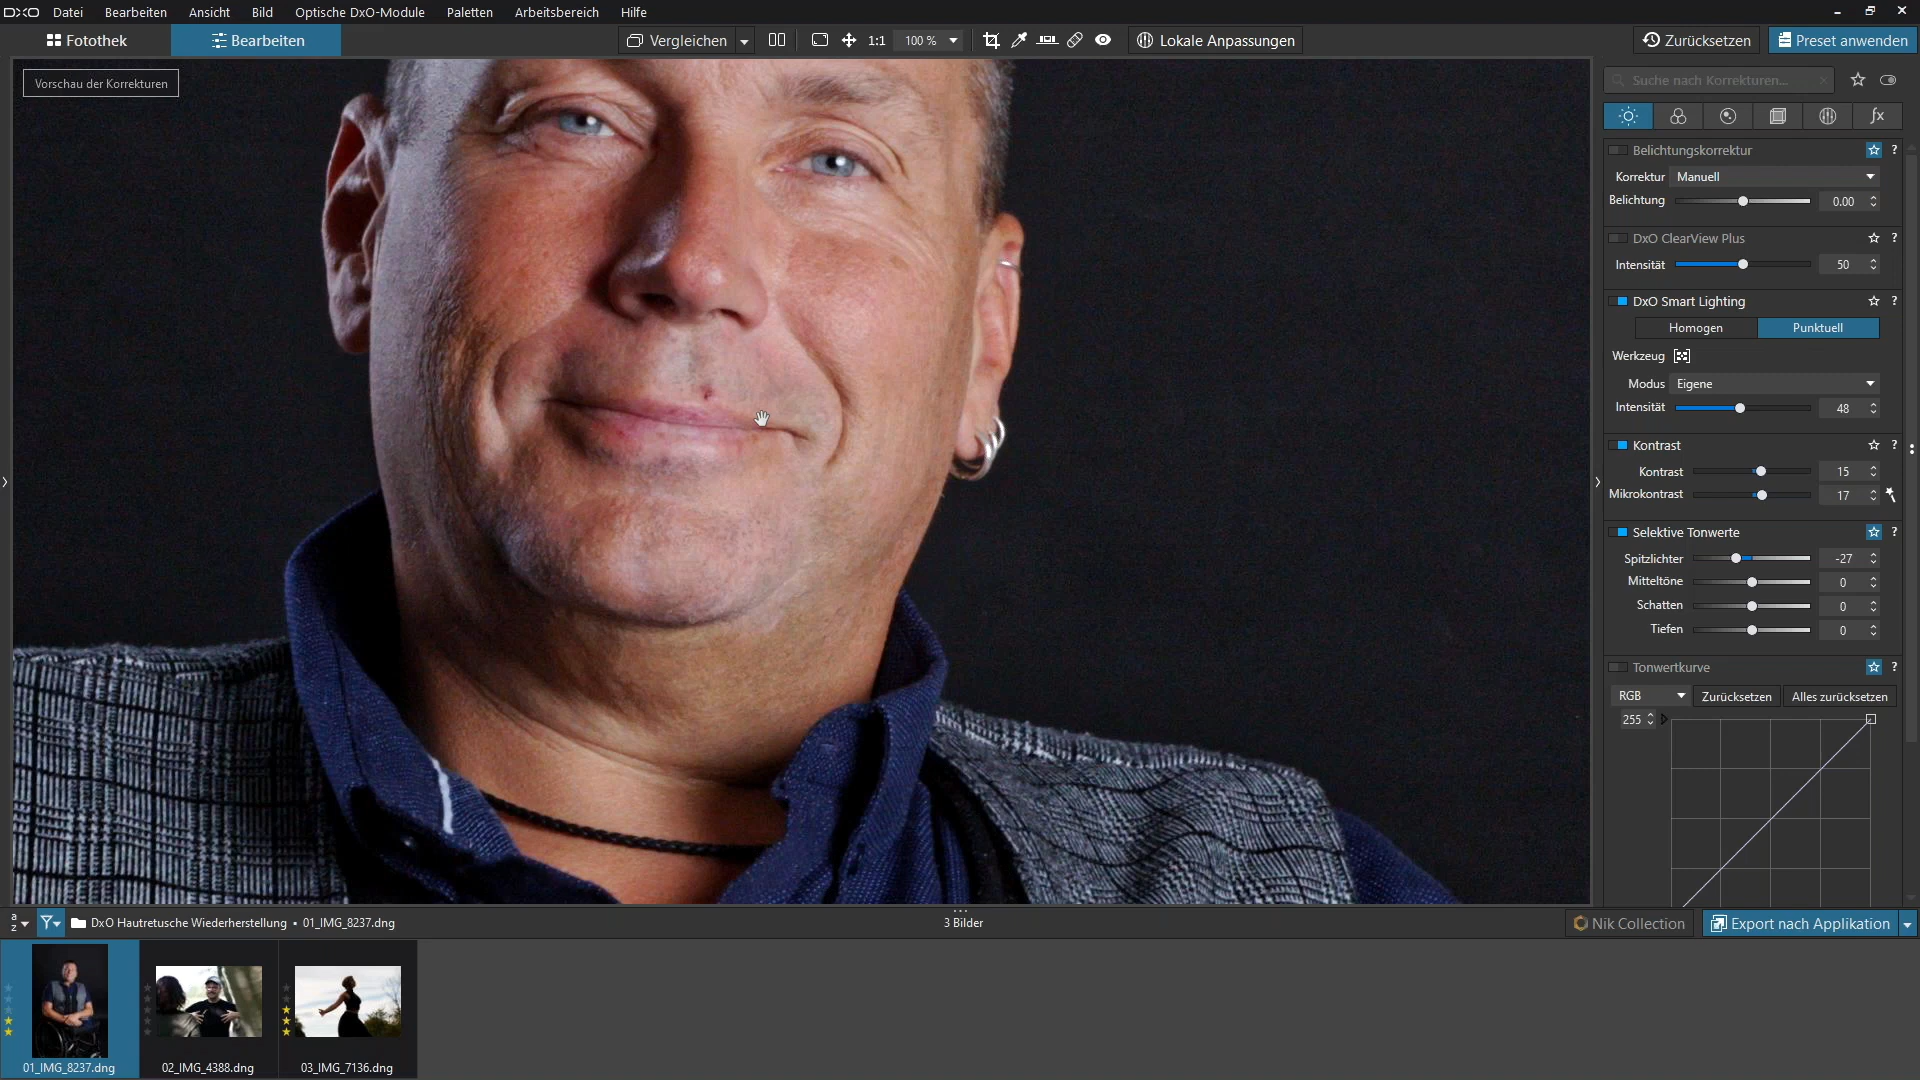 DXO Datei Bearbeiten Ansicht Bild Optische DxO-Module Paletten Arbeitsbereich Hilfe
Fotothek Bearbeiten Vergleichen 1:1 100 % Lokale Anpassungen Zurücksetzen Preset anwenden
Vorschau der Korrekturen
Suche nach Korrekturen...
fx
Belichtungskorrektur ?
Korrektur Manuell
Belichtung 0.00
DxO ClearView Plus ?
Intensität 50
DxO Smart Lighting ?
Homogen Punktuell
Werkzeug
Modus Eigene
Intensität 48
Kontrast ?
Kontrast 15
Mikrokontrast 17
Selektive Tonwerte ?
Spitzlichter -27
Mitteltöne 0
Schatten 0
Tiefen 0
Tonwertkurve ?
RGB Zurücksetzen Alles zurücksetzen
255
a z DxO Hautretusche Wiederherstellung • 01_IMG_8237.dng 3 Bilder Nik Collection Export nach Applikation
01_IMG_8237.dng 02_IMG_4388.dng 03_IMG_7136.dng